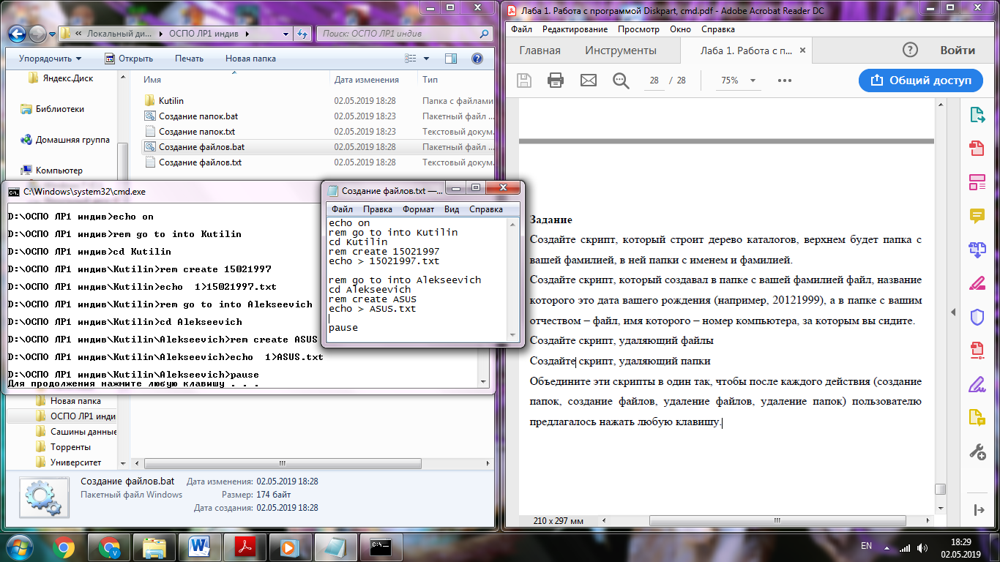 Локальный ди...
ОСПО ЛР1 индив
Поиск: ОСПО ЛР1 индив
Упорядочить
Открыть
Печать
Новая папка
Яндекс.Диск
Библиотеки
Домашняя группа
Компьютер
Имя
Дата изменения
Тип
Kutilin 02.05.2019 18:28 Папка с файлами
Создание папок.bat 02.05.2019 18:23 Пакетный файл ...
Создание папок.txt 02.05.2019 18:23 Текстовый докум...
Создание файлов.bat 02.05.2019 18:28 Пакетный файл ...
Создание файлов.txt 02.05.2019 18:28 Текстовый докум...
C:\Windows\system32\cmd.exe
D:\ОСПО ЛР1 индив>echo on
D:\ОСПО ЛР1 индив>rem go to into Kutilin
D:\ОСПО ЛР1 индив>cd Kutilin
D:\ОСПО ЛР1 индив\Kutilin>rem create 15021997
D:\ОСПО ЛР1 индив\Kutilin>echo  1>15021997.txt
D:\ОСПО ЛР1 индив\Kutilin>rem go to into Alekseevich
D:\ОСПО ЛР1 индив\Kutilin>cd Alekseevich
D:\ОСПО ЛР1 индив\Kutilin\Alekseevich>rem create ASUS
D:\ОСПО ЛР1 индив\Kutilin\Alekseevich>echo  1>ASUS.txt
D:\ОСПО ЛР1 индив\Kutilin\Alekseevich>pause
Для продолжения нажмите любую клавишу . . .
Создание файлов.txt —...
Файл Правка Формат Вид Справка
echo on
rem go to into Kutilin
cd Kutilin
rem create 15021997
echo > 15021997.txt
rem go to into Alekseevich
cd Alekseevich
rem create ASUS
echo > ASUS.txt
pause
Новая папка
ОСПО ЛР1 инди
Сашины данные
Торренты
Университет
Создание файлов.bat Дата изменения: 02.05.2019 18:28
Пакетный файл Windows Размер: 174 байт
Дата создания: 02.05.2019 18:28
Лаба 1. Работа с программой Diskpart, cmd.pdf - Adobe Acrobat Reader DC
Файл Редактирование Просмотр Окно Справка
Главная Инструменты Лаба 1. Работа с п... Войти
28 / 28 75% Общий доступ
Задание
Создайте скрипт, который строит дерево каталогов, верхнем будет папка с
вашей фамилией, в ней папки с именем и фамилией.
Создайте скрипт, который создавал в папке с вашей фамилией файл, название
которого это дата вашего рождения (например, 20121999), а в папке с вашим
отчеством – файл, имя которого – номер компьютера, за которым вы сидите.
Создайте скрипт, удаляющий файлы
Создайте скрипт, удаляющий папки
Объедините эти скрипты в один так, чтобы после каждого действия (создание
папок, создание файлов, удаление файлов, удаление папок) пользователю
предлагалось нажать любую клавишу.
210 x 297 мм
EN
18:29
02.05.2019